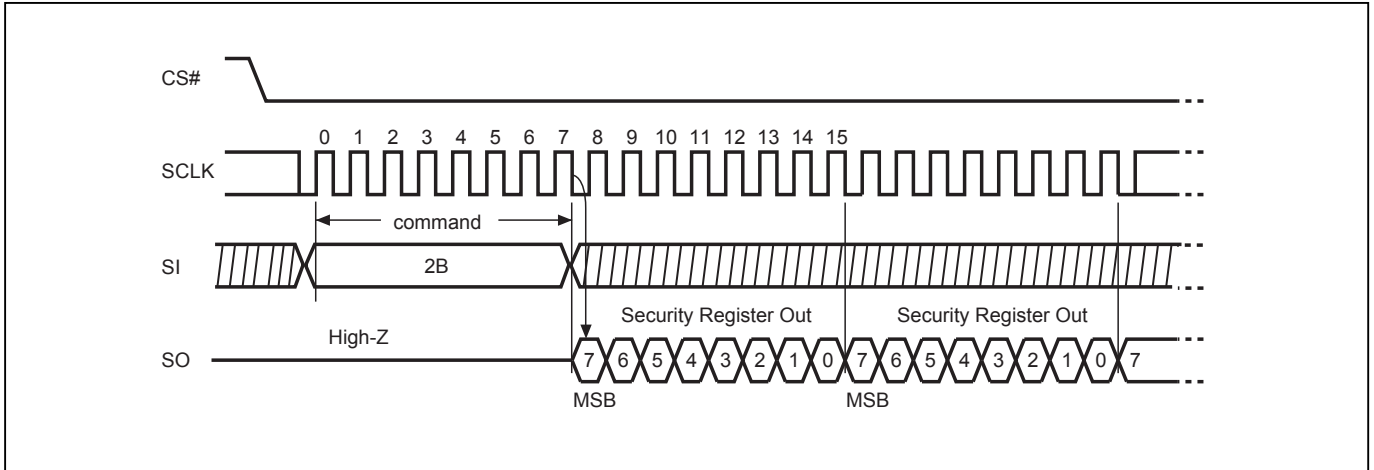 CS#
0 1 2 3 4 5 6 7 8 9 10 11 12 13 14 15
SCLK
command
SI
2B
Security Register Out Security Register Out
High-Z
SO
7 6 5 4 3 2 1 0 7 6 5 4 3 2 1 0 7
MSB MSB